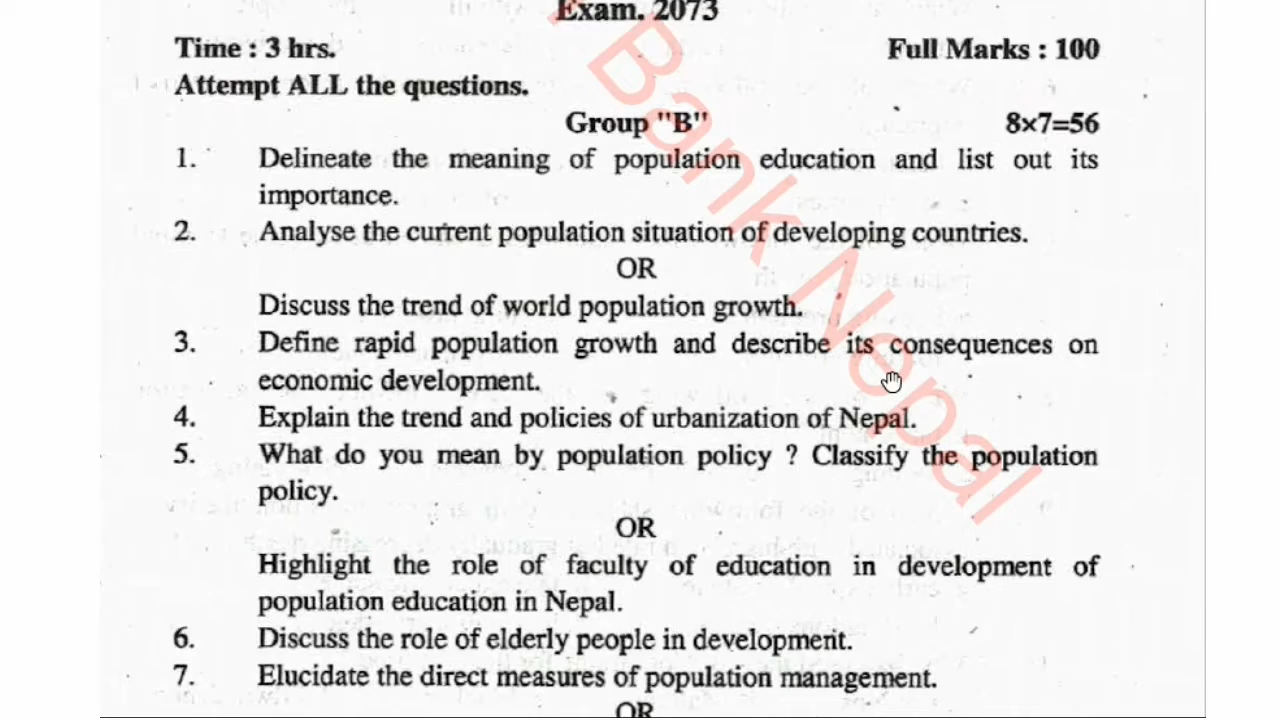 Exam. 2073
Time : 3 hrs.
Full Marks : 100
Attempt ALL the questions.
Group "B"
8×7=56
1. Delineate the meaning of population education and list out its
importance.
2. Analyse the current population situation of developing countries.
OR
Discuss the trend of world population growth.
3. Define rapid population growth and describe its consequences on
economic development.
4. Explain the trend and policies of urbanization of Nepal.
5. What do you mean by population policy ? Classify the population
policy.
OR
Highlight the role of faculty of education in development of
population education in Nepal.
6. Discuss the role of elderly people in development.
7. Elucidate the direct measures of population management.
OR
Bank Nepal